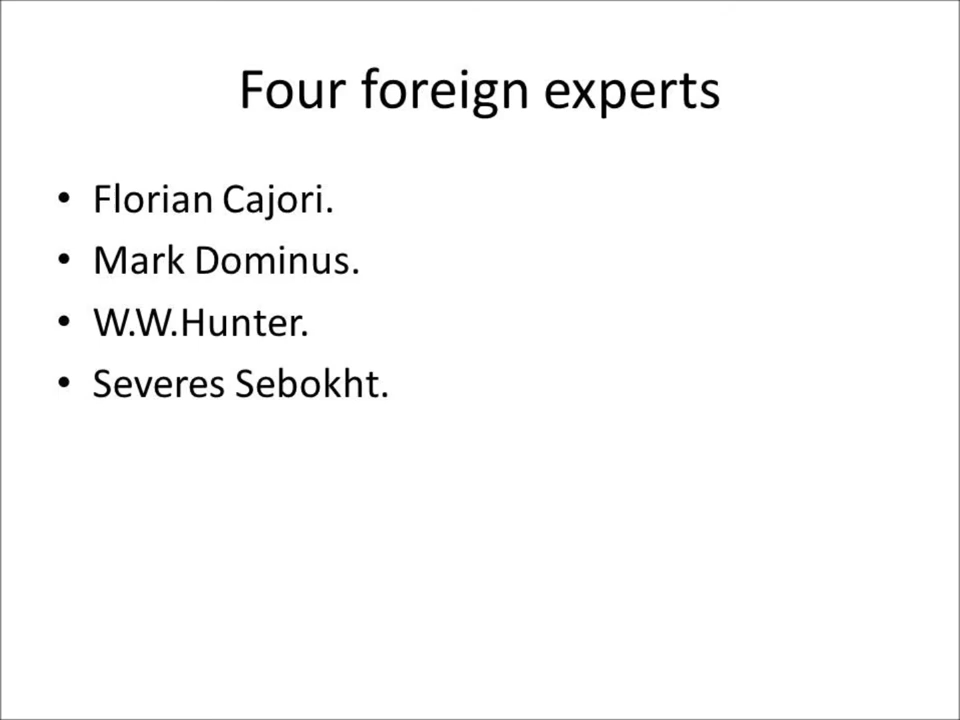 Four foreign experts
• Florian Cajori.
• Mark Dominus.
• W.W.Hunter.
• Severes Sebokht.